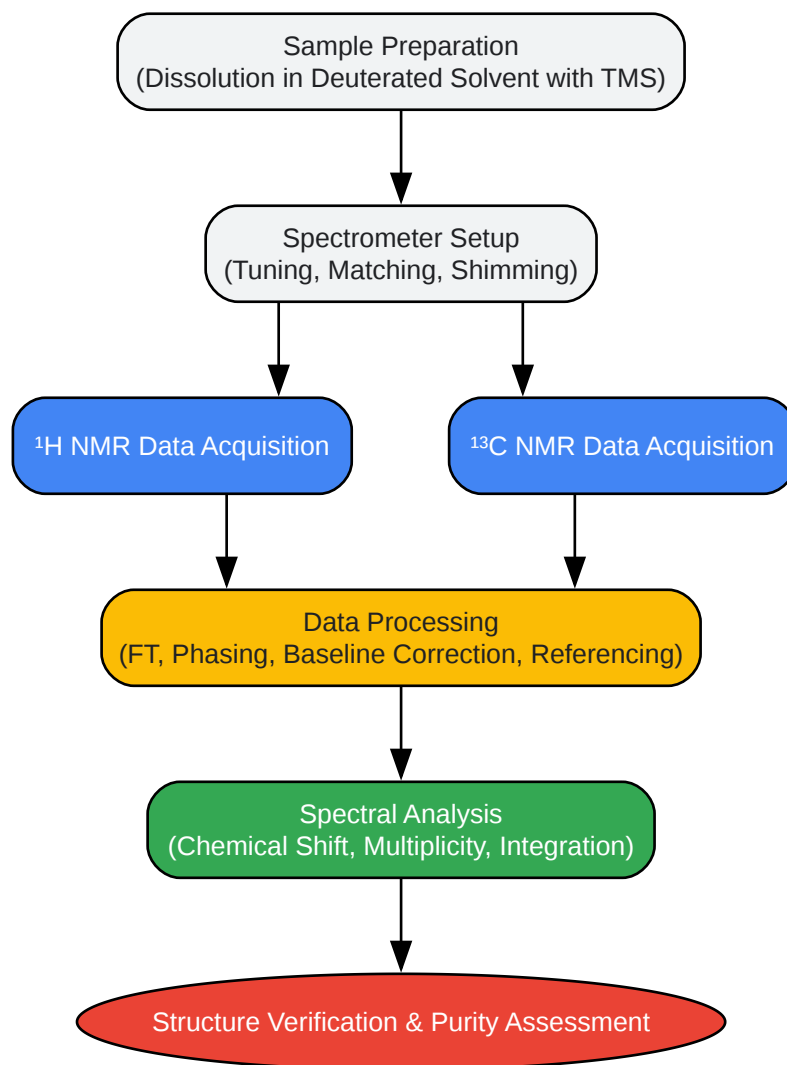 Sample Preparation
(Dissolution in Deuterated Solvent with TMS)
Spectrometer Setup
(Tuning, Matching, Shimming)
¹H NMR Data Acquisition
¹³C NMR Data Acquisition
Data Processing
(FT, Phasing, Baseline Correction, Referencing)
Spectral Analysis
(Chemical Shift, Multiplicity, Integration)
Structure Verification & Purity Assessment